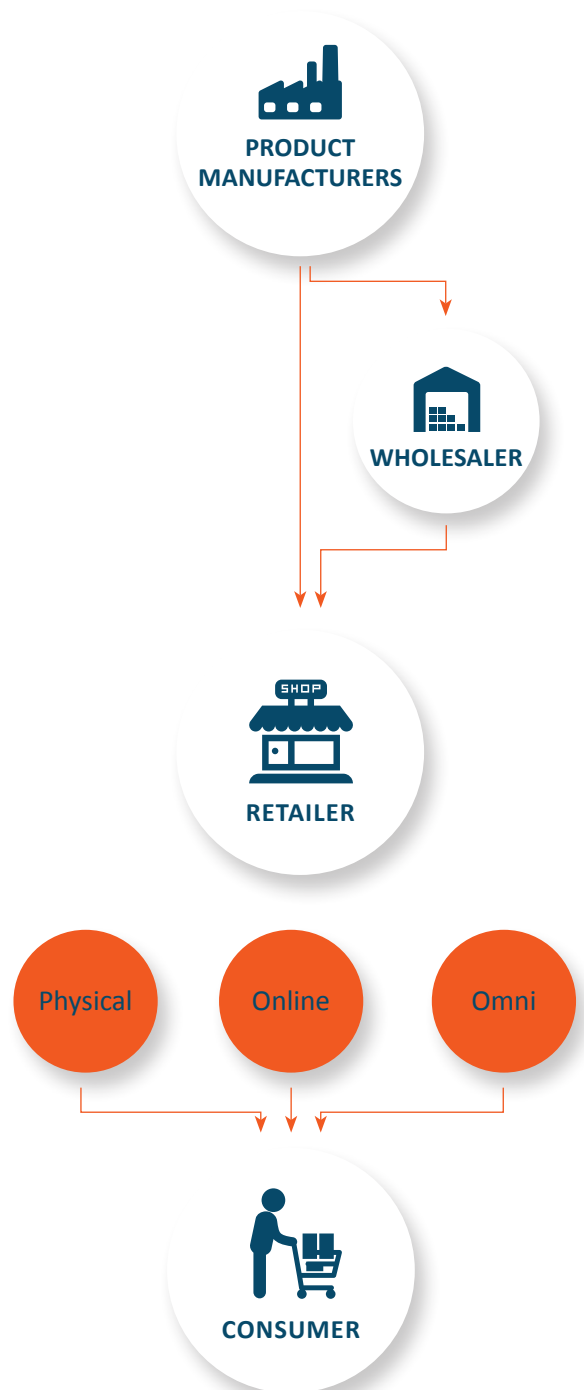 PRODUCT
MANUFACTURERS
WHOLESALER
SHOP
RETAILER
Physical
Online
Omni
CONSUMER